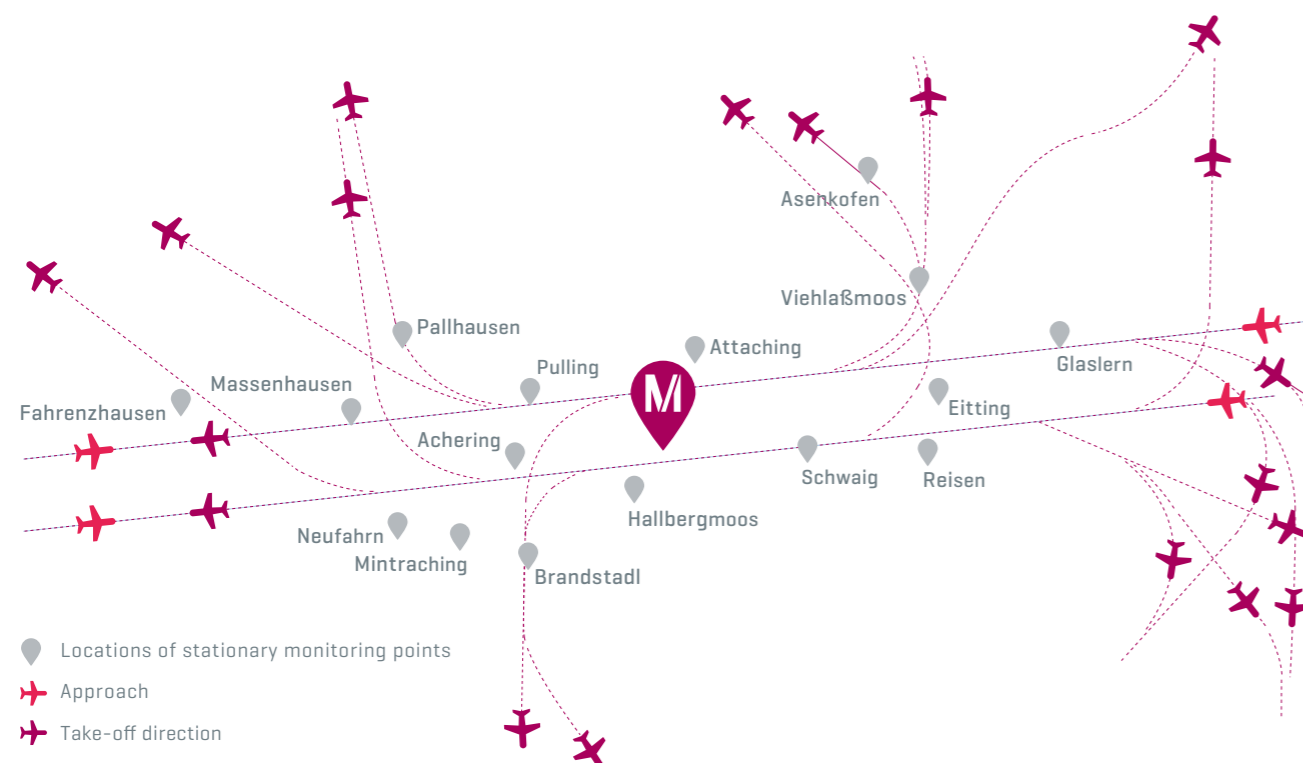 Asenkofen
Viehlaßmoos
Pallhausen
Attaching
Glaslern
Pulling
Massenhausen
Fahrenzhausen
M
Eitting
Achering
Schwaig
Reisen
Hallbergmoos
Neufahrn
Mintraching
Brandstadl
Locations of stationary monitoring points
Approach
Take-off direction